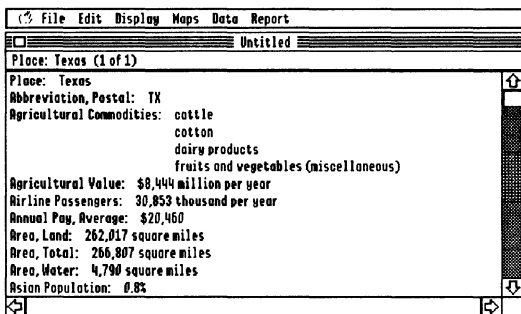 File Edit Display Maps Data Report
Untitled
Place: Texas (1 of 1)
Place: Texas
Abbreviation, Postal: TX
Agricultural Commodities: cattle
cotton
dairy products
fruits and vegetables (miscellaneous)
Agricultural Value: $8,444 million per year
Airline Passengers: 30,853 thousand per year
Annual Pay, Average: $20,460
Area, Land: 262,017 square miles
Area, Total: 266,807 square miles
Area, Water: 4,790 square miles
Asian Population: 0.8%